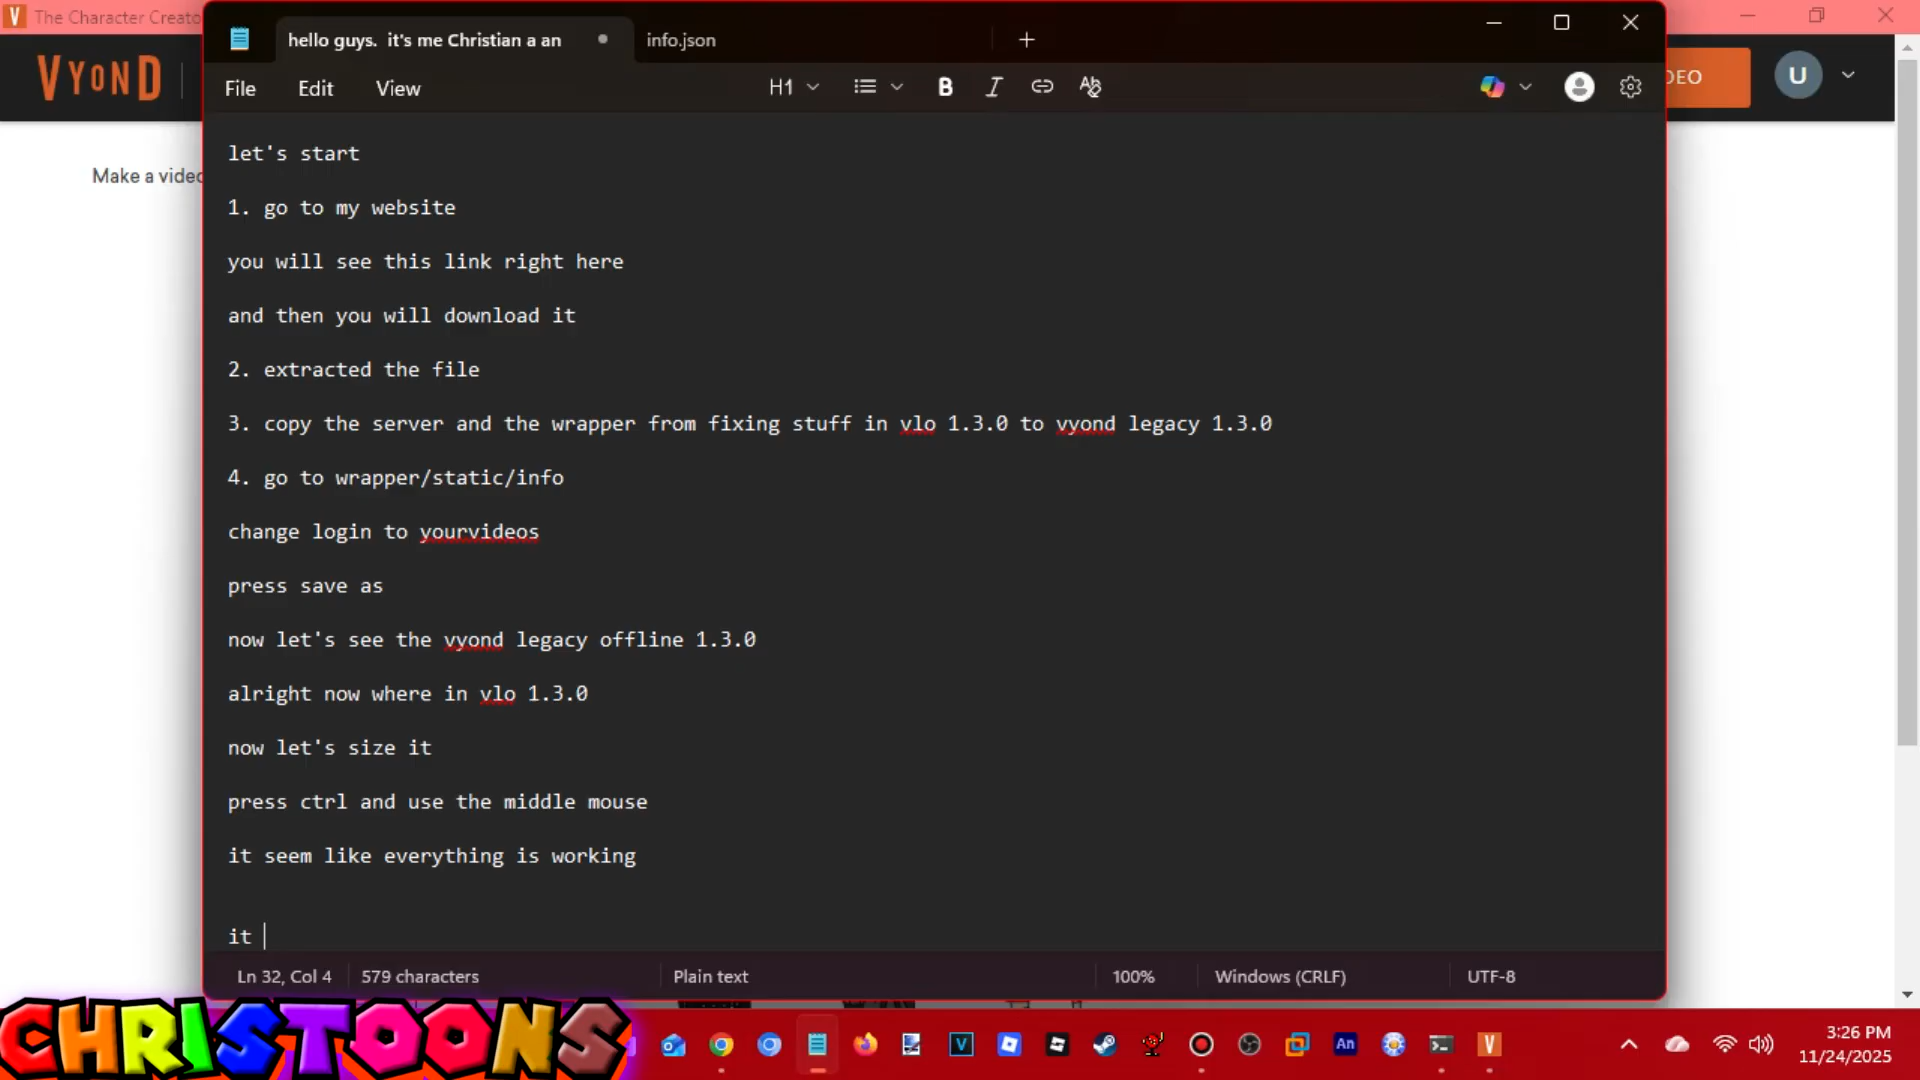 The Character Creato
hello guys.  it's me Christian a an
info.json
VYOND
DEO
U
File
Edit
View
H1
B
I
let's start
Make a video
1. go to my website
you will see this link right here
and then you will download it
2. extracted the file
3. copy the server and the wrapper from fixing stuff in vlo 1.3.0 to vyond legacy 1.3.0
4. go to wrapper/static/info
change login to yourvideos
press save as
now let's see the vyond legacy offline 1.3.0
alright now where in vlo 1.3.0
now let's size it
press ctrl and use the middle mouse
it seem like everything is working
it
Ln 32, Col 4
579 characters
Plain text
100%
Windows (CRLF)
UTF-8
CHRISTOONS
An
3:26 PM
11/24/2025